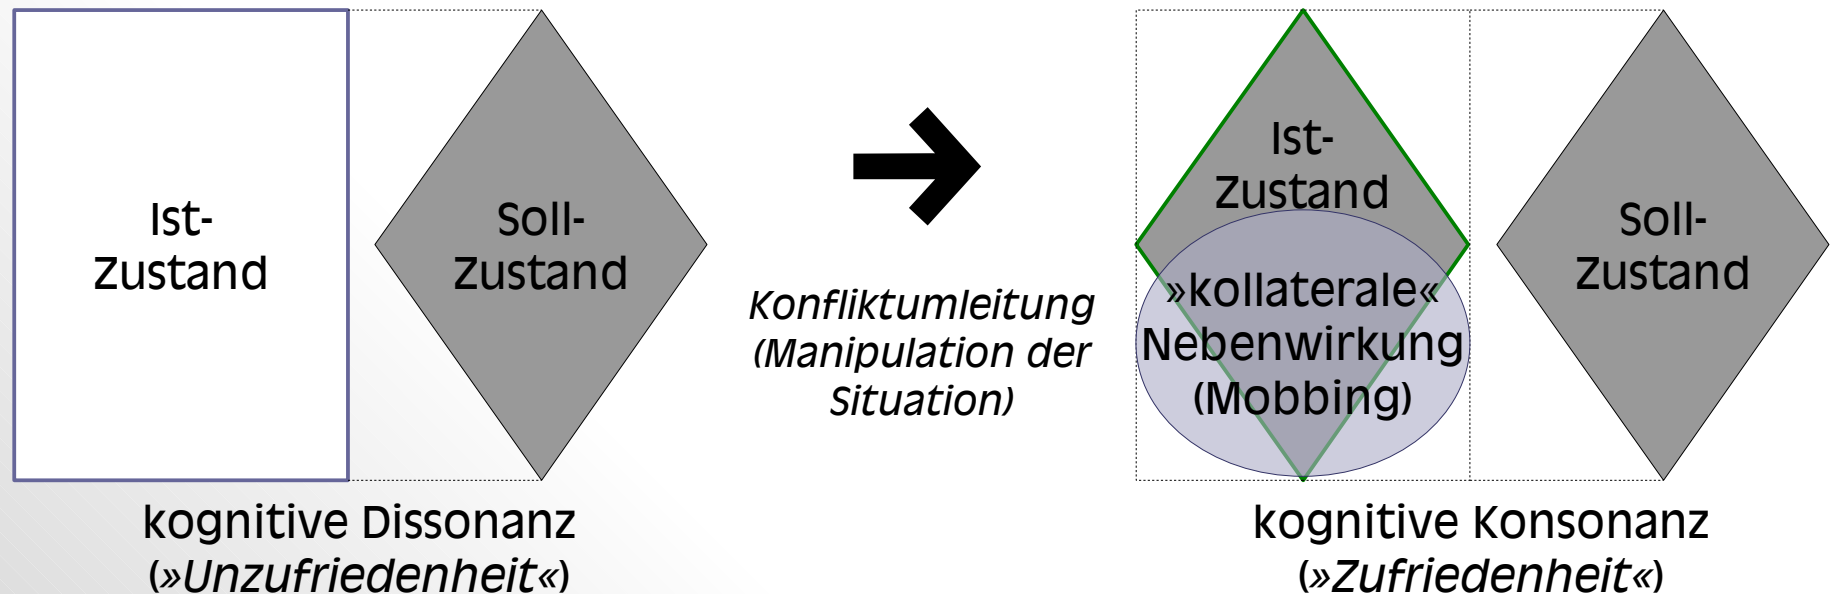 Ist-
Zustand
Soll-
Zustand
kognitive Dissonanz
(»Unzufriedenheit«)
Konfliktumleitung
(Manipulation der
Situation)
Ist-
Zustand
»kollaterale«
Nebenwirkung
(Mobbing)
Soll-
Zustand
kognitive Konsonanz
(»Zufriedenheit«)